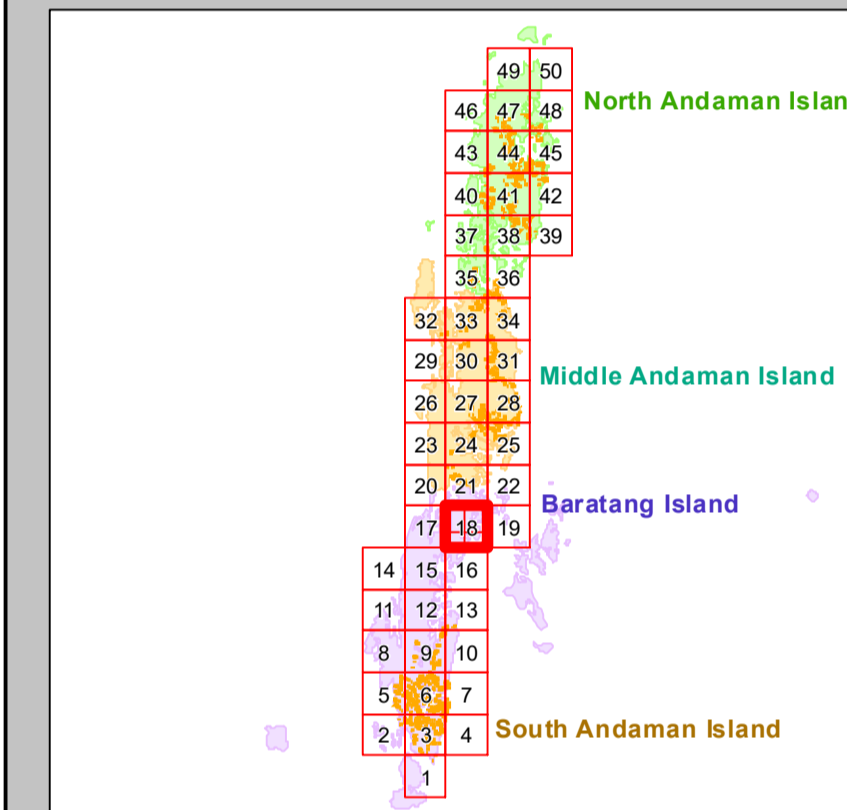 49 50
North Andaman Islan
46 47 48
43 44 45
40 41 42
37 38 39
35 36
32 33 34
29 30 31
Middle Andaman Island
26 27 28
23 24 25
20 21 22
Baratang Island
17 18 19
14 15 16
11 12 13
8 9 10
5 6 7
South Andaman Island
2 3 4
1